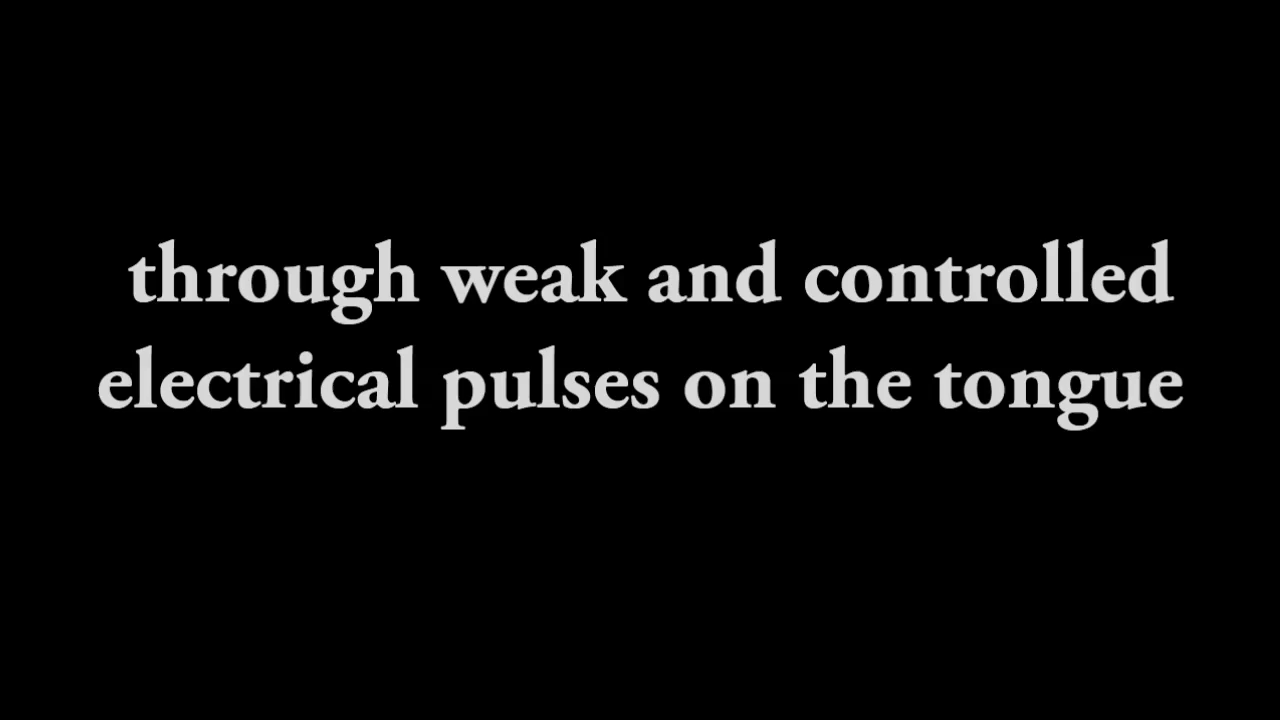 through weak and controlled
electrical pulses on the tongue